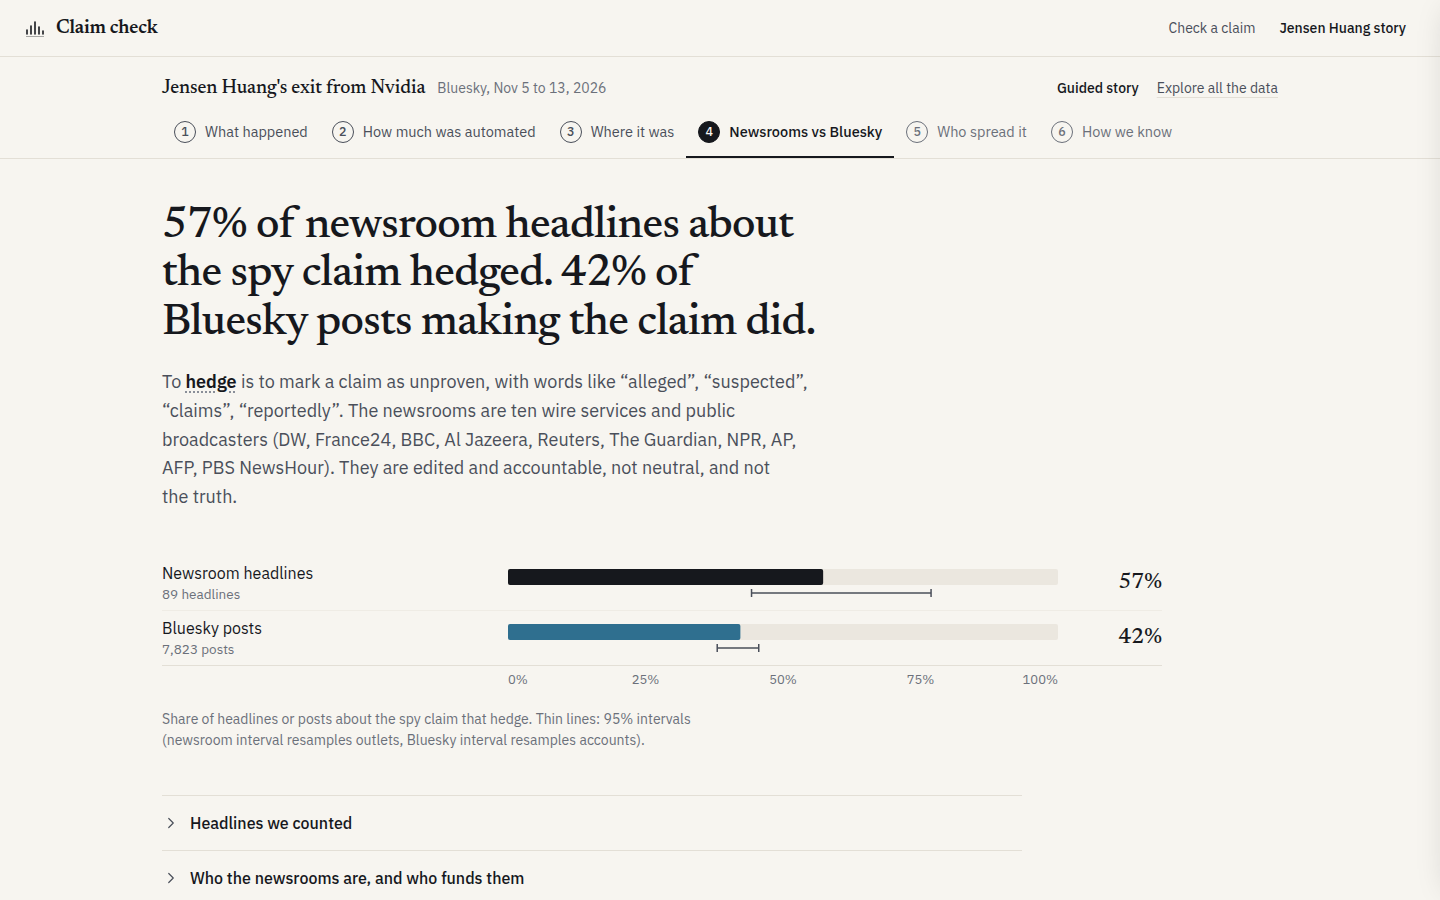 Claim check
Check a claim
Jensen Huang story
Jensen Huang's exit from Nvidia
Bluesky, Nov 5 to 13, 2026
Guided story
Explore all the data
1 What happened
2 How much was automated
3 Where it was
4 Newsrooms vs Bluesky
5 Who spread it
6 How we know
57% of newsroom headlines about
the spy claim hedged. 42% of
Bluesky posts making the claim did.
To hedge is to mark a claim as unproven, with words like “alleged”, “suspected”,
“claims”, “reportedly”. The newsrooms are ten wire services and public
broadcasters (DW, France24, BBC, Al Jazeera, Reuters, The Guardian, NPR, AP,
AFP, PBS NewsHour). They are edited and accountable, not neutral, and not
the truth.
Newsroom headlines
89 headlines
57%
Bluesky posts
7,823 posts
42%
0% 25% 50% 75% 100%
Share of headlines or posts about the spy claim that hedge. Thin lines: 95% intervals
(newsroom interval resamples outlets, Bluesky interval resamples accounts).
Headlines we counted
Who the newsrooms are, and who funds them